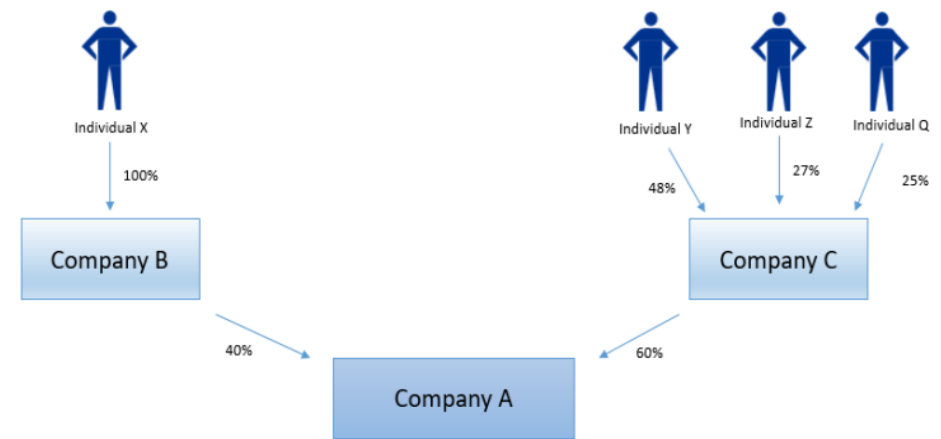 Individual X
Individual Y
Individual Z
Individual Q
100%
48%
27%
25%
Company B
Company C
40%
60%
Company A